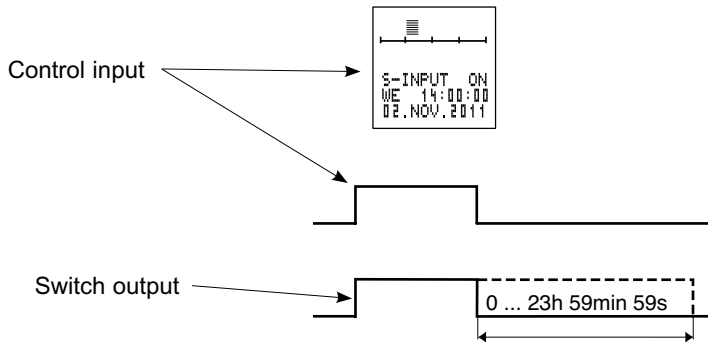 Control input
S-INPUT ON
WE 14:00:00
02.NOV.2011
Switch output
0 ... 23h 59min 59s